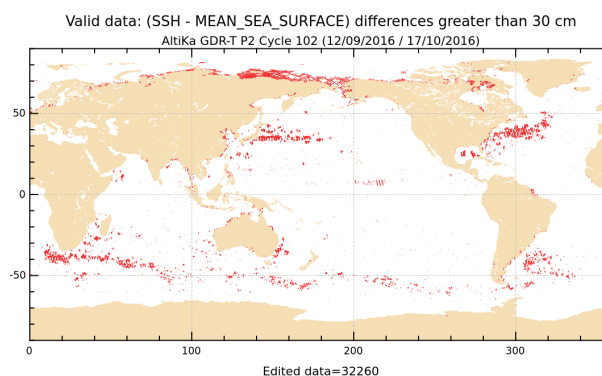 Valid data: (SSH - MEAN_SEA_SURFACE) differences greater than 30 cm
AltiKa GDR-T P2 Cycle 102 (12/09/2016 / 17/10/2016)
50
0
-50
0 100 200 300
Edited data=32260